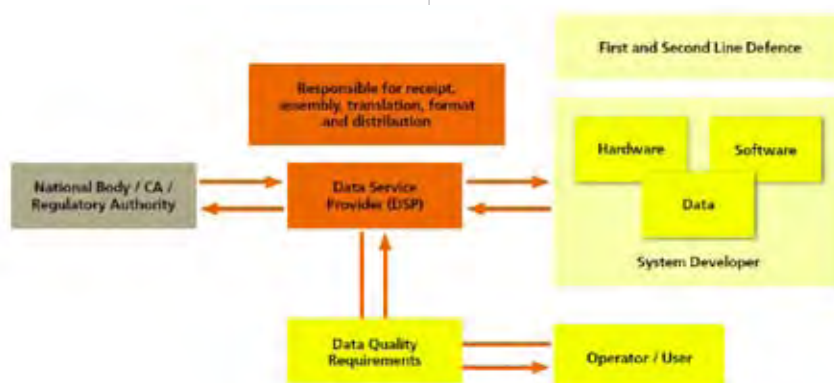 First and Second Line Defence
Responsible for receipt,
assembly, translation, format
and distribution
Hardware
Software
National Body / CA /
Regulatory Authority
Data Service
Provider (DSP)
Data
System Developer
Data Quality
Requirements
Operator / User